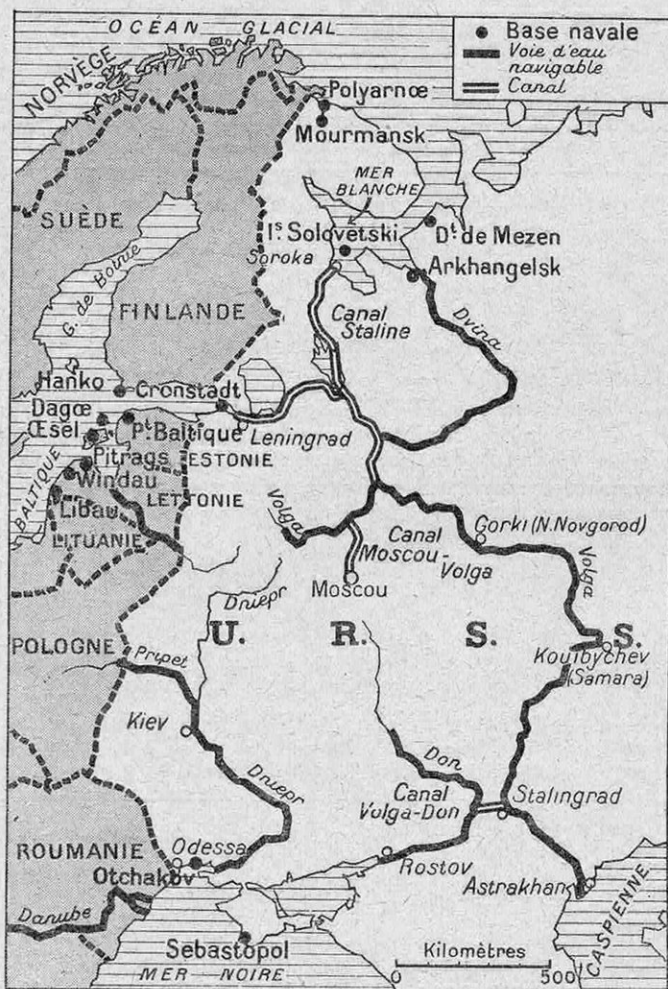 OCÉAN GLACIAL
Base navale
Voie d'eau
navigable
Canal
NORVÈGE
Polyarnœ
Mourmansk
MER
BLANCHE
SUÈDE
Iˢ Solovetski
Dᵗ de Mezen
Soroka
Arkhangelsk
G. de Botnie
FINLANDE
Canal
Staline
Dvina
Hanko
Cronstadt
Dagœ
Œsel
Pᵗ Baltique
Leningrad
BALTIQUE
Pitrags
ESTONIE
Windau
LETTONIE
Libau
LITUANIE
Volga
Canal
Moscou-
Volga
Gorki (N. Novgorod)
Volga
Moscou
Dniepr
U. R. S. S.
POLOGNE
Pripet
Kouibychev
(Samara)
Kiev
Don
Dniepr
Canal
Volga-Don
Stalingrad
ROUMANIE
Odessa
Otchakov
Rostov
Astrakhan
Danube
CASPIENNE
Sebastopol
Kilomètres
MER NOIRE
0 500